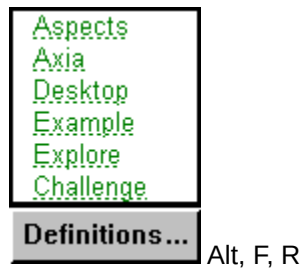 Aspects
Axia
Desktop
Example
Explore
Challenge
Definitions...
Alt, F, R